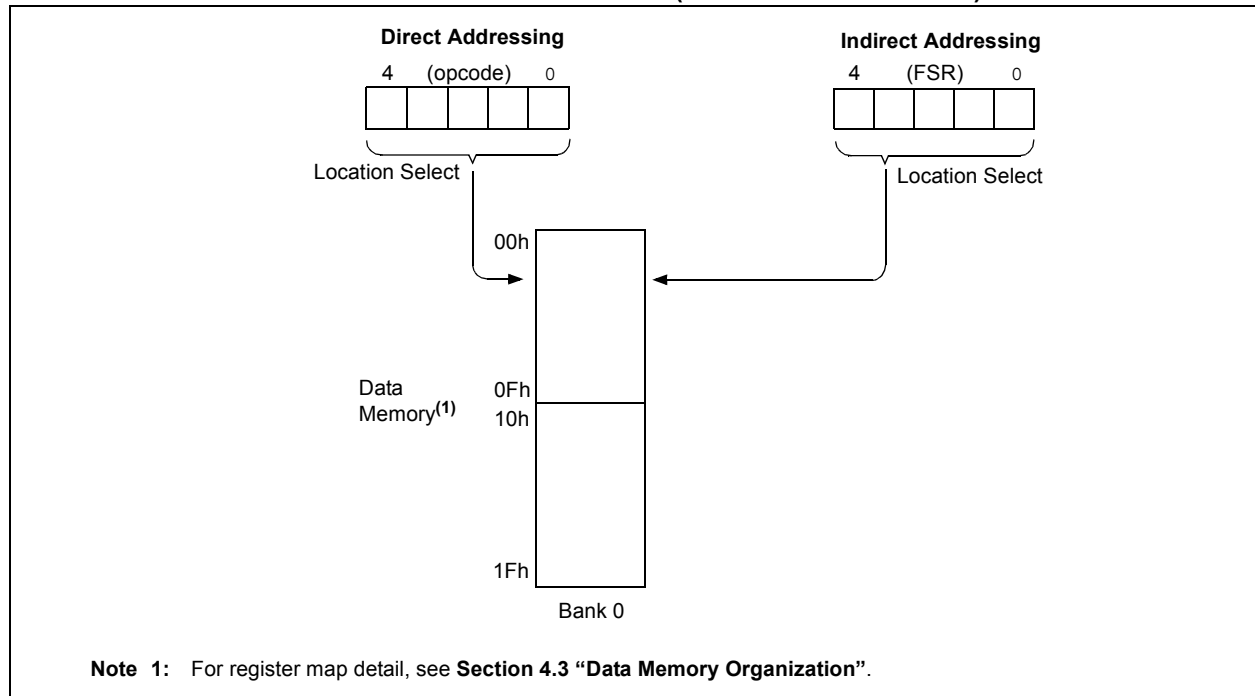 Direct Addressing
4 (opcode) 0
Location Select
Indirect Addressing
4 (FSR) 0
Location Select
00h
Data
Memory(1)
0Fh
10h
1Fh
Bank 0
Note 1: For register map detail, see Section 4.3 “Data Memory Organization”.